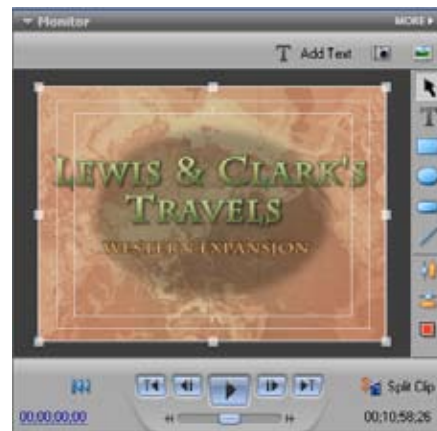 Monitor
MORE
T Add Text
T
LEWIS & CLARK'S
TRAVELS
WESTERN EXPANSION
T T
Split Clip
00;00;00;00
00;10;58;26